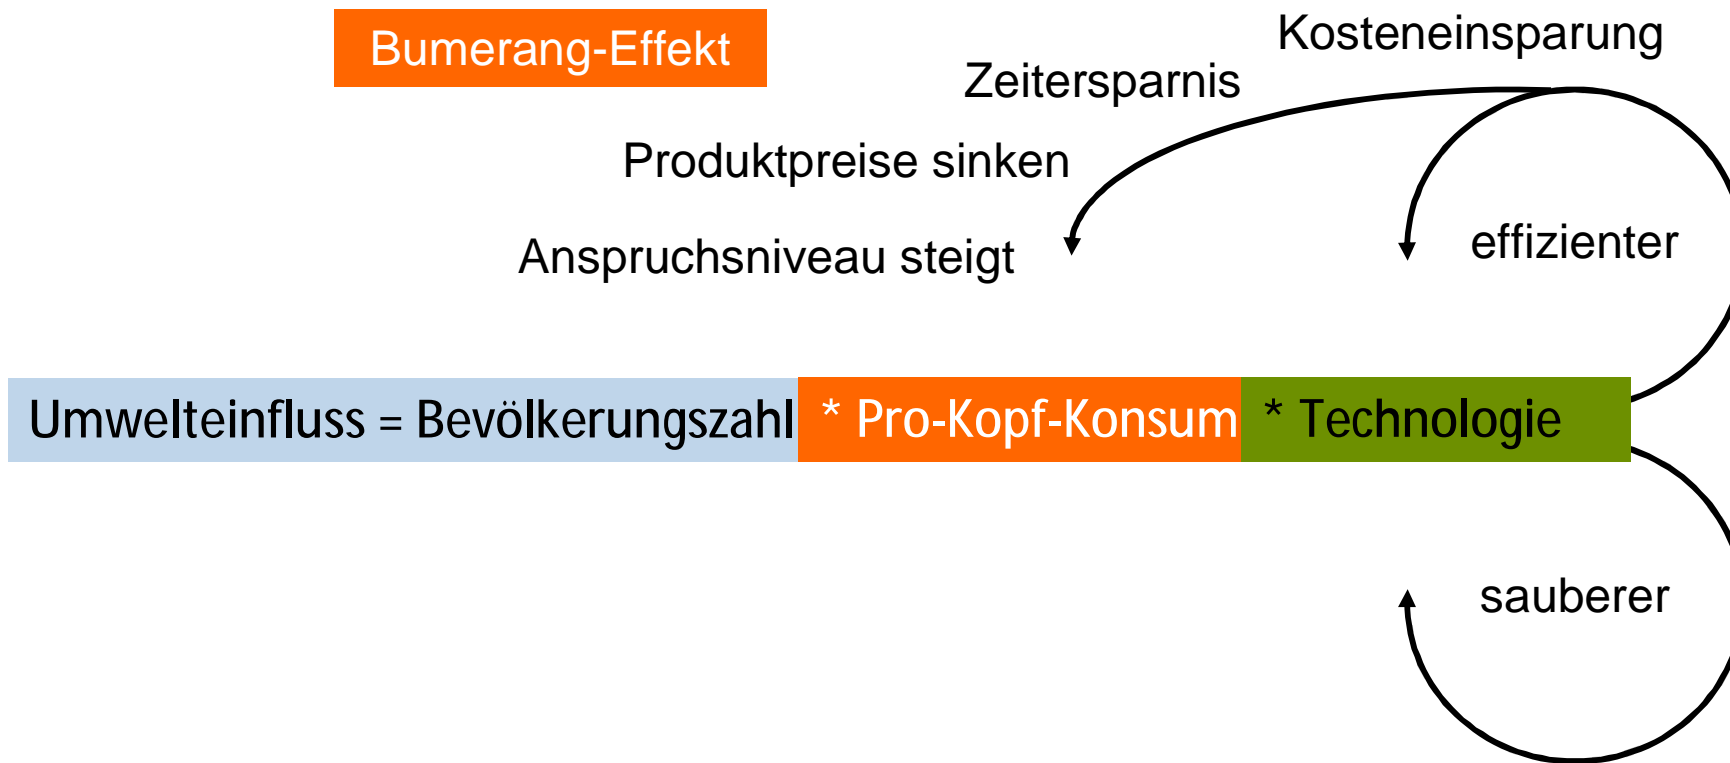 Bumerang-Effekt
Kosteneinsparung
Zeitersparnis
Produktpreise sinken
Anspruchsniveau steigt
effizienter
Umwelteinfluss = Bevölkerungszahl * Pro-Kopf-Konsum * Technologie
sauberer